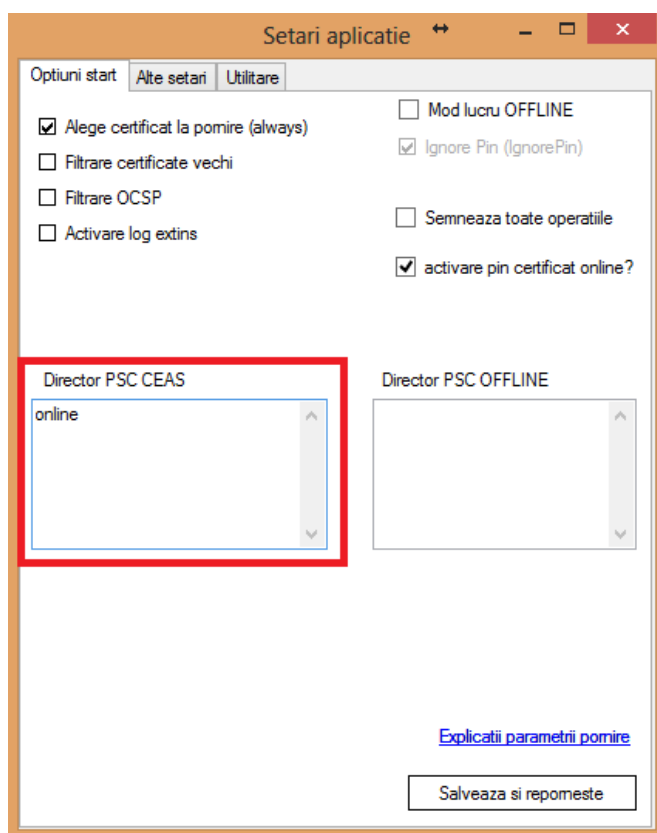 Setari aplicatie
Optiuni start
Alte setari
Utilitare
Alege certificat la pornire (always)
Filtrare certificate vechi
Filtrare OCSP
Activare log extins
Mod lucru OFFLINE
Ignore Pin (IgnorePin)
Semneaza toate operatiile
activare pin certificat online?
Director PSC CEAS
online
Director PSC OFFLINE
Explicatii parametrii pornire
Salveaza si reporneste